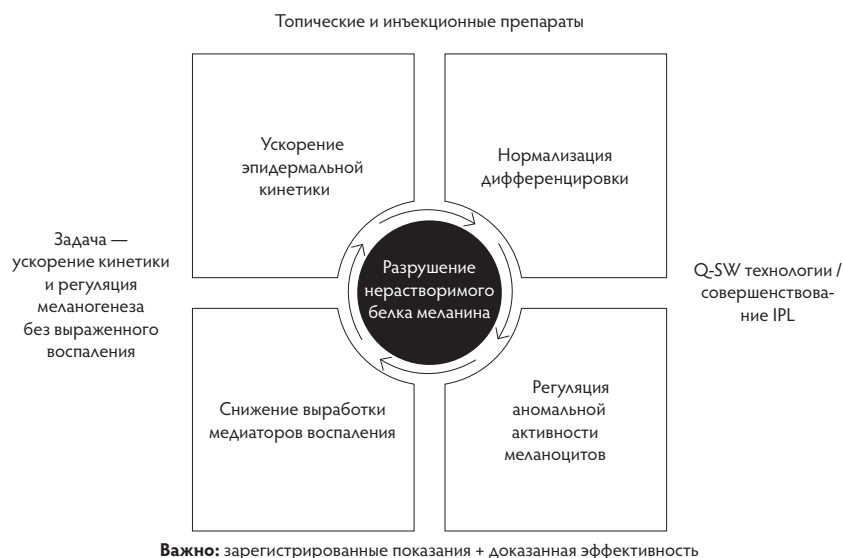 Топические и инъекционные препараты
Ускорение
эпидермальной
кинетики
Нормализация
дифференцировки
Задача —
ускорение кинетики
и регуляция
меланогенеза
без выраженного
воспаления
Разрушение
нерастворимого
белка меланина
Q-SW технологии /
совершенствова-
ние IPL
Снижение выработки
медиаторов воспаления
Регуляция
аномальной
активности
меланоцитов
Важно: зарегистрированные показания + доказанная эффективность